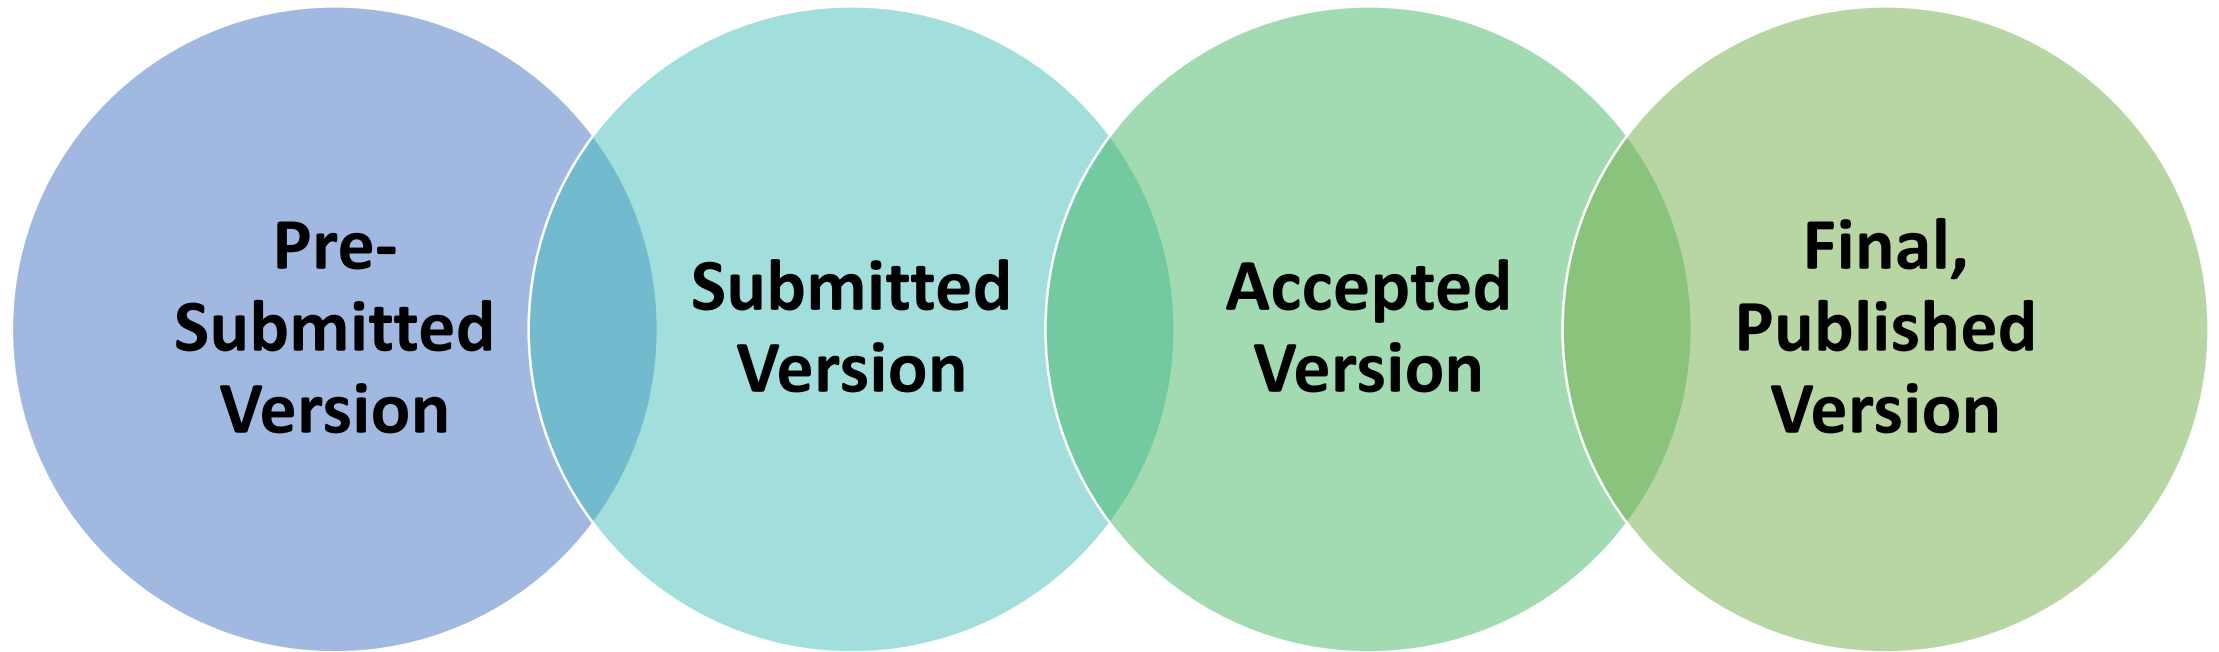 Pre-
Submitted
Version
Submitted
Version
Accepted
Version
Final,
Published
Version